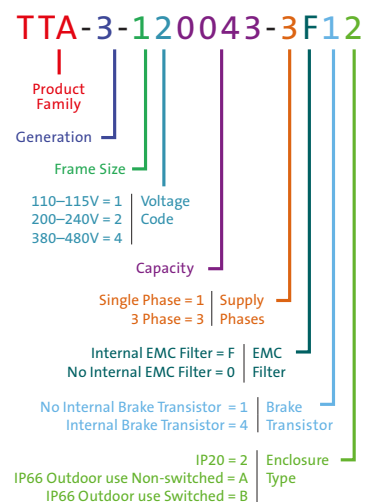 TTA-3-120043-3F12
Product
Family
Generation
Frame Size
110–115V = 1 Voltage
200–240V = 2 Code
380–480V = 4
Capacity
Single Phase = 1 Supply
3 Phase = 3 Phases
Internal EMC Filter = F EMC
No Internal EMC Filter = 0 Filter
No Internal Brake Transistor = 1 Brake
Internal Brake Transistor = 4 Transistor
IP20 = 2 Enclosure
IP66 Outdoor use Non-switched = A Type
IP66 Outdoor use Switched = B